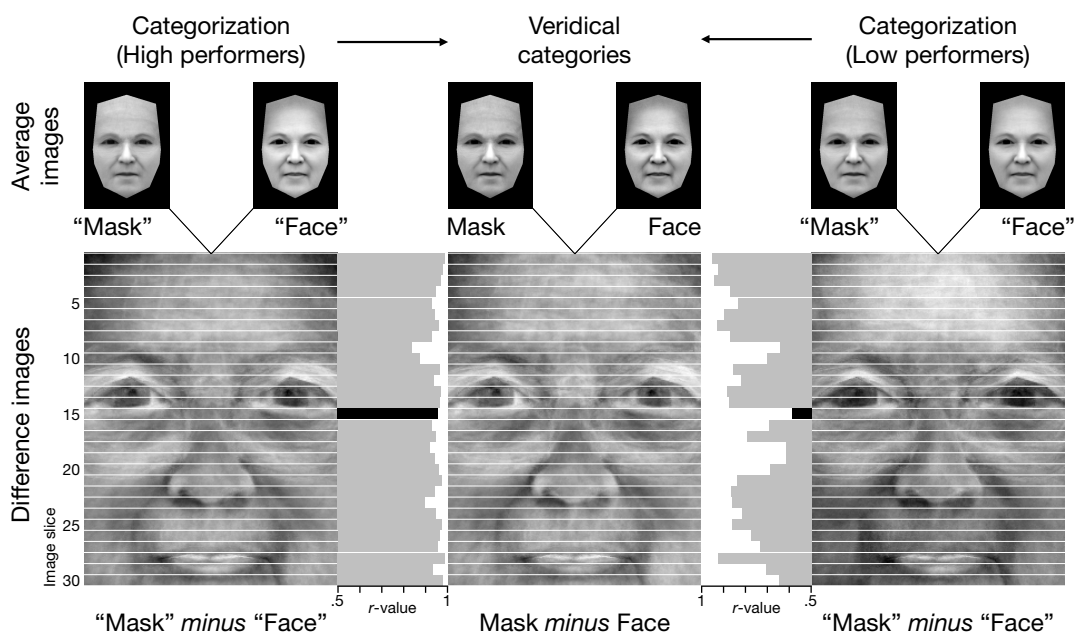 Categorization
(High performers)
Veridical
categories
Categorization
(Low performers)
Average
images
“Mask”
“Face”
Mask
Face
“Mask”
“Face”
Difference images
Image slice
5
10
15
20
25
30
.5
r-value
1
1
r-value
.5
“Mask” minus “Face”
Mask minus Face
“Mask” minus “Face”